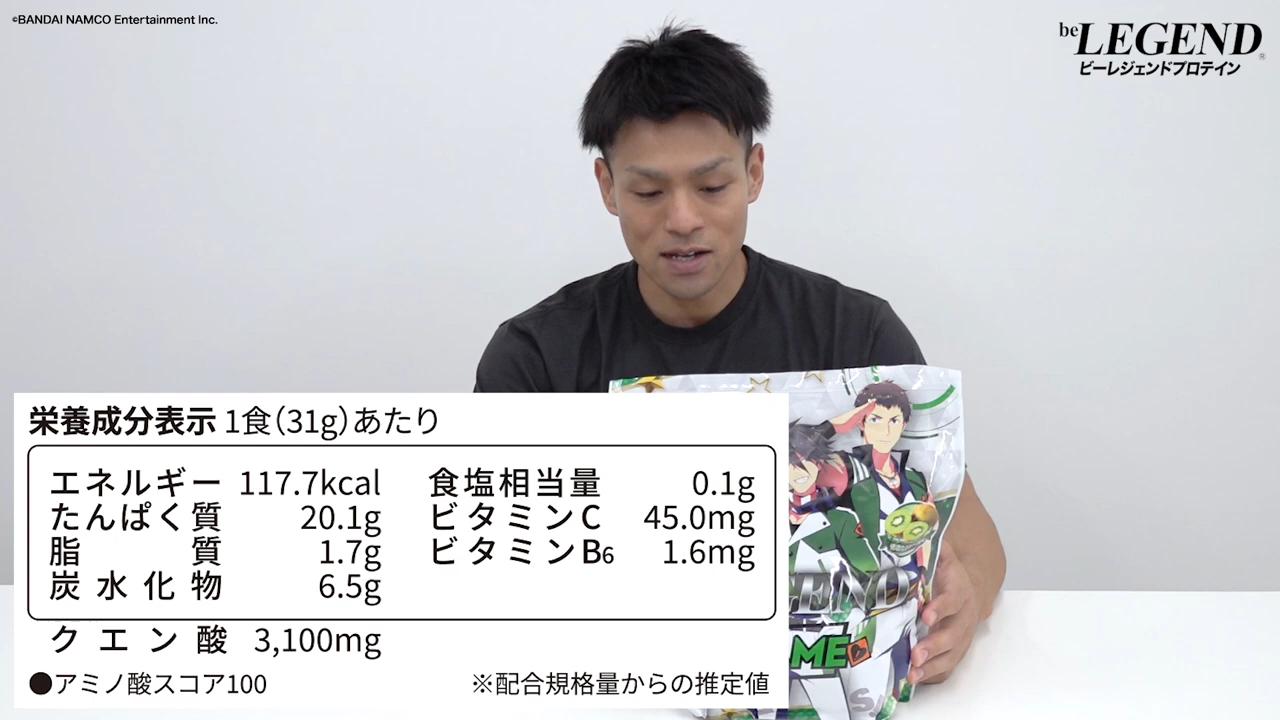 ©BANDAI NAMCO Entertainment Inc.
be LEGEND®
ビーレジェンドプロテイン
栄養成分表示 1食(31g)あたり
エネルギー 117.7kcal
たんぱく質 20.1g
脂質 1.7g
炭水化物 6.5g
食塩相当量 0.1g
ビタミンC 45.0mg
ビタミンB6 1.6mg
クエン酸 3,100mg
●アミノ酸スコア100
※配合規格量からの推定値
GEND
ME